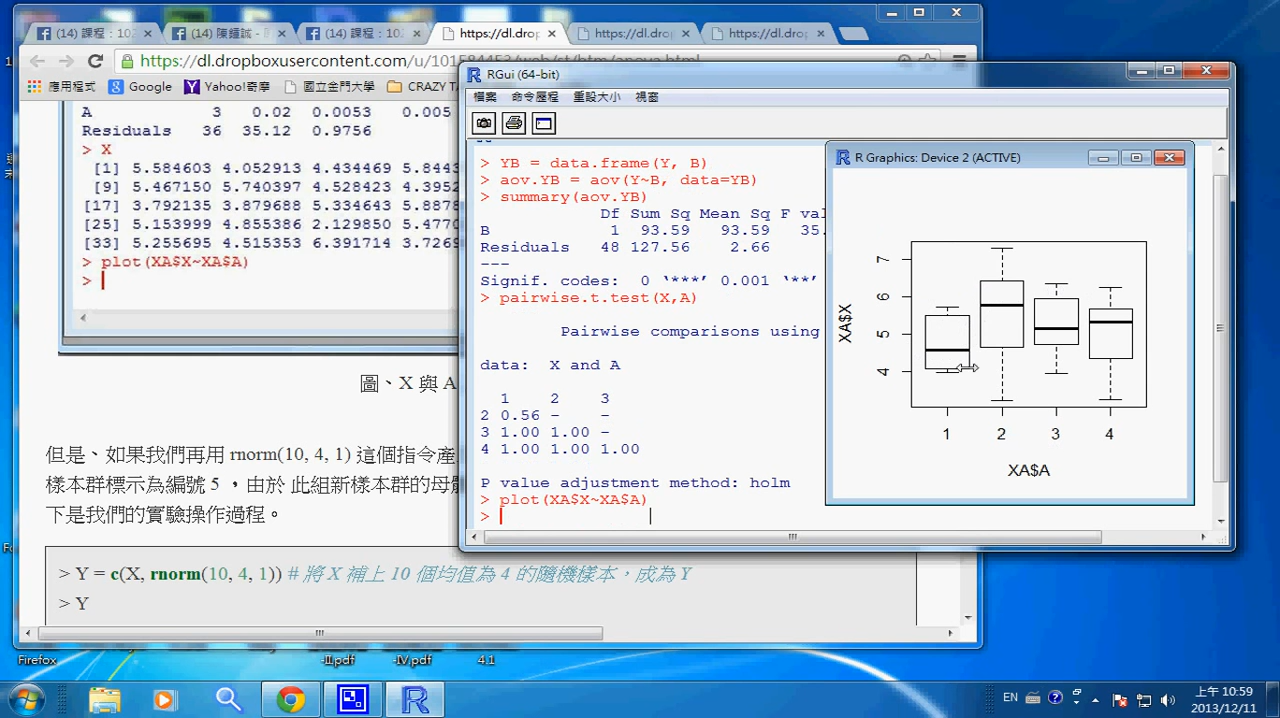 (14) 課程：10
(14) 陳鍾誠 -
(14) 課程：10
https://dl.drop
https://dl.drop
https://dl.drop
https://dl.dropboxusercontent.com/u/101584453/web/st/htm/anova.html
應用程式
Google
Yahoo!奇摩
國立金門大學
CRAZY TA
A 3 0.02 0.0053 0.005
Residuals 36 35.12 0.9756
> X
[1] 5.584603 4.052913 4.434469 5.8443
[9] 5.467150 5.740397 4.528423 4.3952
[17] 3.792135 3.879688 5.334643 5.8878
[25] 5.153999 4.855386 2.129850 5.4770
[33] 5.255695 4.515353 6.391714 3.7269
> plot(XA$X~XA$A)
>
圖、X 與 A
但是、如果我們再用 rnorm(10, 4, 1) 這個指令產
樣本群標示為編號 5 ，由於 此組新樣本群的母體
下是我們的實驗操作過程。
> Y = c(X, rnorm(10, 4, 1)) # 將 X 補上 10 個均值為 4 的隨機樣本，成為 Y
> Y
RGui (64-bit)
檔案 命令歷程 重設大小 視窗
> YB = data.frame(Y, B)
> aov.YB = aov(Y~B, data=YB)
> summary(aov.YB)
Df Sum Sq Mean Sq F val
B 1 93.59 93.59 35.
Residuals 48 127.56 2.66
---
Signif. codes: 0 ‘***’ 0.001 ‘**’
> pairwise.t.test(X,A)
Pairwise comparisons using
data: X and A
1 2 3
2 0.56 - -
3 1.00 1.00 -
4 1.00 1.00 1.00
P value adjustment method: holm
> plot(XA$X~XA$A)
>
R Graphics: Device 2 (ACTIVE)
XA$X
7
6
5
4
1 2 3 4
XA$A
Firefox
-II.pdf
-IV.pdf
4.1
EN
上午 10:59
2013/12/11